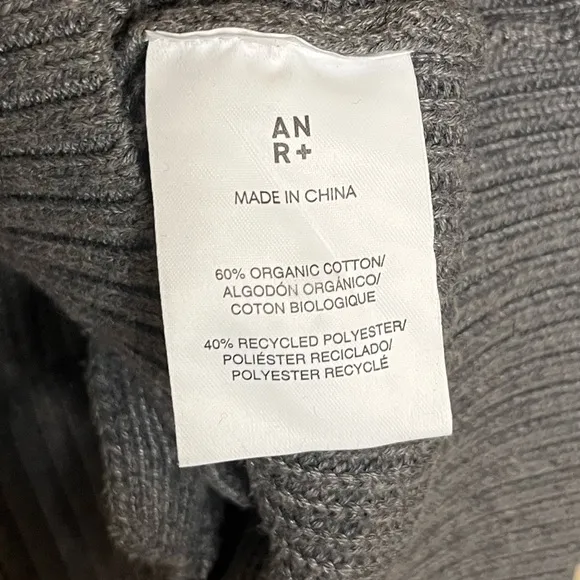 AN
R+
MADE IN CHINA
60% ORGANIC COTTON/
ALGODÓN ORGÁNICO/
COTON BIOLOGIQUE
40% RECYCLED POLYESTER/
POLIÉSTER RECICLADO/
POLYESTER RECYCLÉ